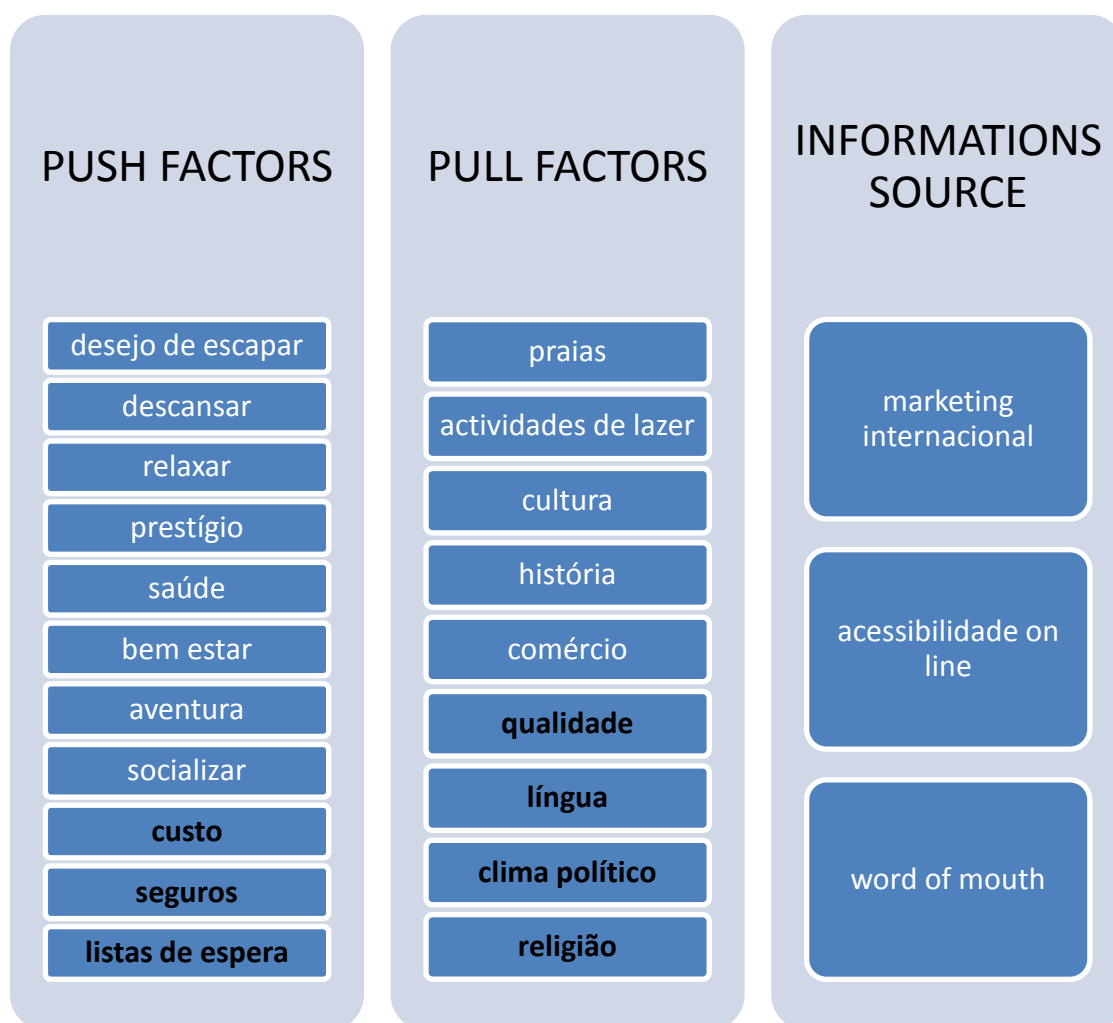 PUSH FACTORS
desejo de escapar
descansar
relaxar
prestígio
saúde
bem estar
aventura
socializar
custo
seguros
listas de espera
PULL FACTORS
praias
actividades de lazer
cultura
história
comércio
qualidade
língua
clima político
religião
INFORMATIONS
SOURCE
marketing
internacional
acessibilidade on
line
word of mouth